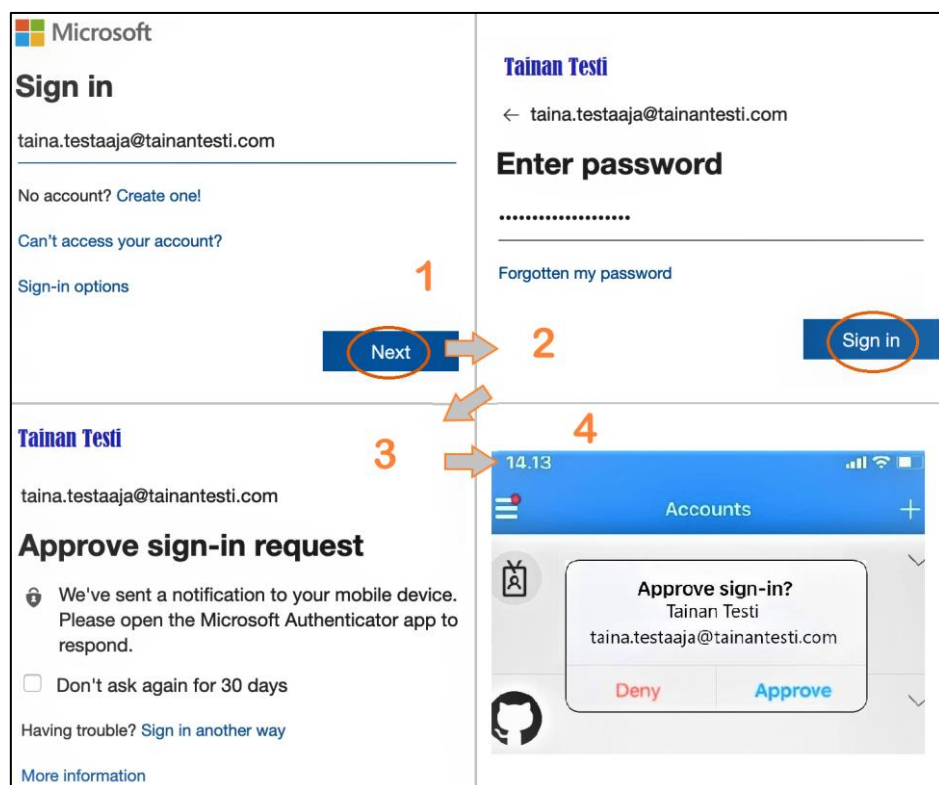 Microsoft
Sign in
taina.testaaja@tainantesti.com
No account? Create one!
Can't access your account?
Sign-in options
1
Next
Tainan Testi
← taina.testaaja@tainantesti.com
Enter password
••••••••••••••••••••
Forgotten my password
2
Sign in
Tainan Testi
3
taina.testaaja@tainantesti.com
Approve sign-in request
We've sent a notification to your mobile device.
Please open the Microsoft Authenticator app to
respond.
Don't ask again for 30 days
Having trouble? Sign in another way
More information
4
14.13
Accounts
Approve sign-in?
Tainan Testi
taina.testaaja@tainantesti.com
Deny Approve